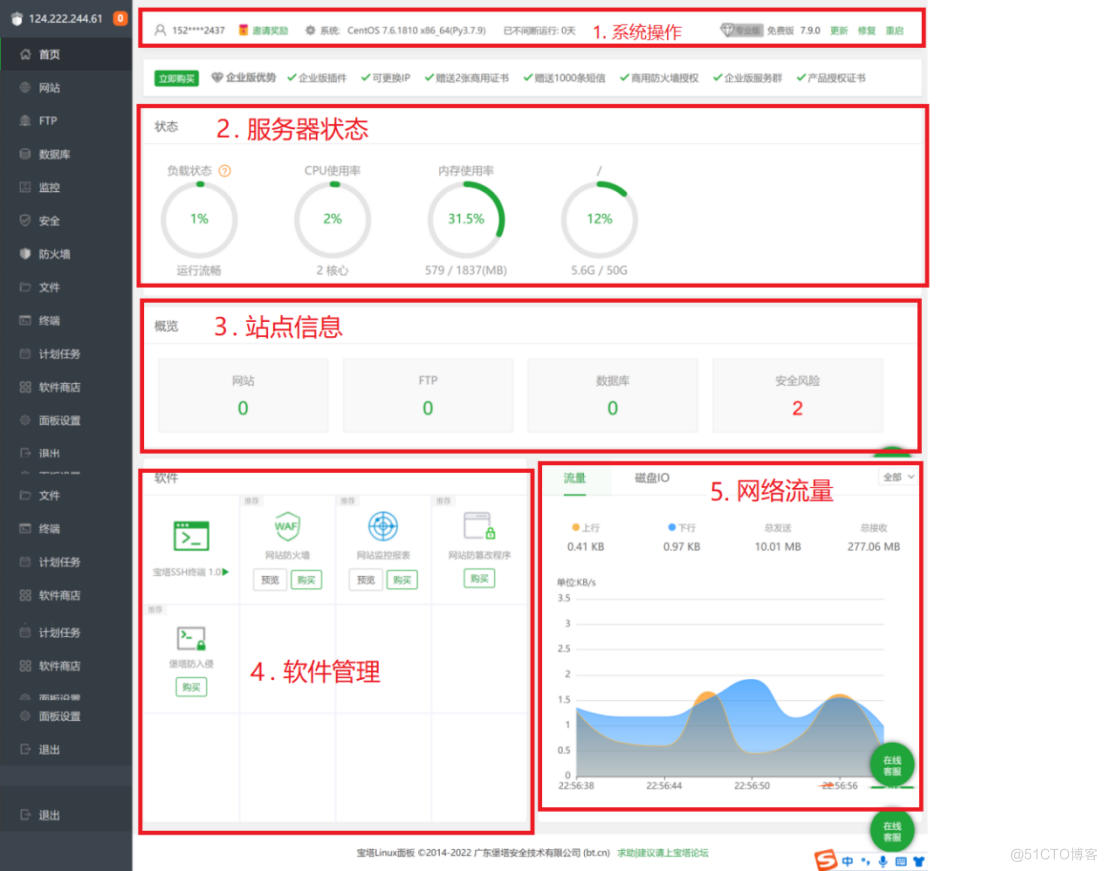 124.222.244.61 0
首页
网站
FTP
数据库
监控
安全
防火墙
文件
终端
计划任务
软件商店
面板设置
退出
文件
终端
计划任务
软件商店
计划任务
软件商店
面板设置
面板设置
退出
退出
152****2437 邀请奖励 系统: CentOS 7.6.1810 x86_64(Py3.7.9) 已不间断运行: 0天 1. 系统操作 专业版 免费版 7.9.0 更新 修复 重启
立即购买 企业版优势 企业版插件 可更换IP 赠送2张商用证书 赠送1000条短信 商用防火墙授权 企业版服务群 产品授权证书
状态 2 . 服务器状态
负载状态 ? CPU使用率 内存使用率 /
1% 2% 31.5% 12%
运行流畅 2 核心 579 / 1837(MB) 5.6G / 50G
概览 3 . 站点信息
网站 FTP 数据库 安全风险
0 0 0 2
软件
推荐 推荐 推荐
WAF
宝塔SSH终端 1.0 网站防火墙 网站监控报表 网站防篡改程序
预览 购买 预览 购买 购买
推荐
堡塔防入侵
购买
4 . 软件管理
流量 磁盘IO 5. 网络流量 全部
上行 下行 总发送 总接收
0.41 KB 0.97 KB 10.01 MB 277.06 MB
单位:KB/s
3.5
3
2.5
2
1.5
1
0.5
0
22:56:38 22:56:44 22:56:50 22:56:56
在线
客服
在线
客服
宝塔Linux面板 ©2014-2022 广东堡塔安全技术有限公司 (bt.cn) 求助|建议请上宝塔论坛
S 中
@51CTO博客